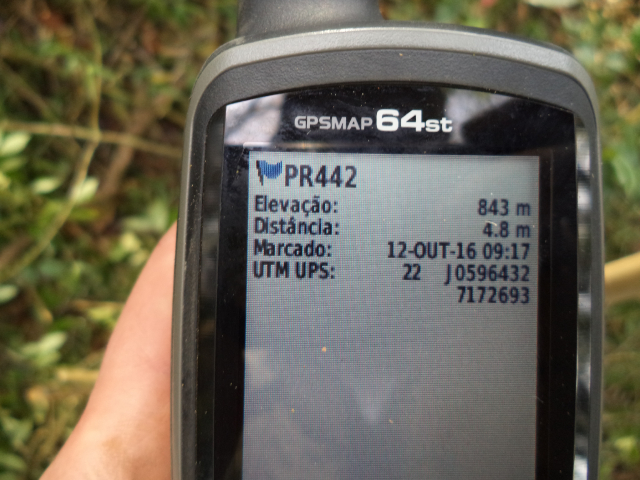 GPSMAP 64st
PR442
Elevação: 843 m
Distância: 4.8 m
Marcado: 12-OUT-16 09:17
UTM UPS: 22 J0596432
7172693